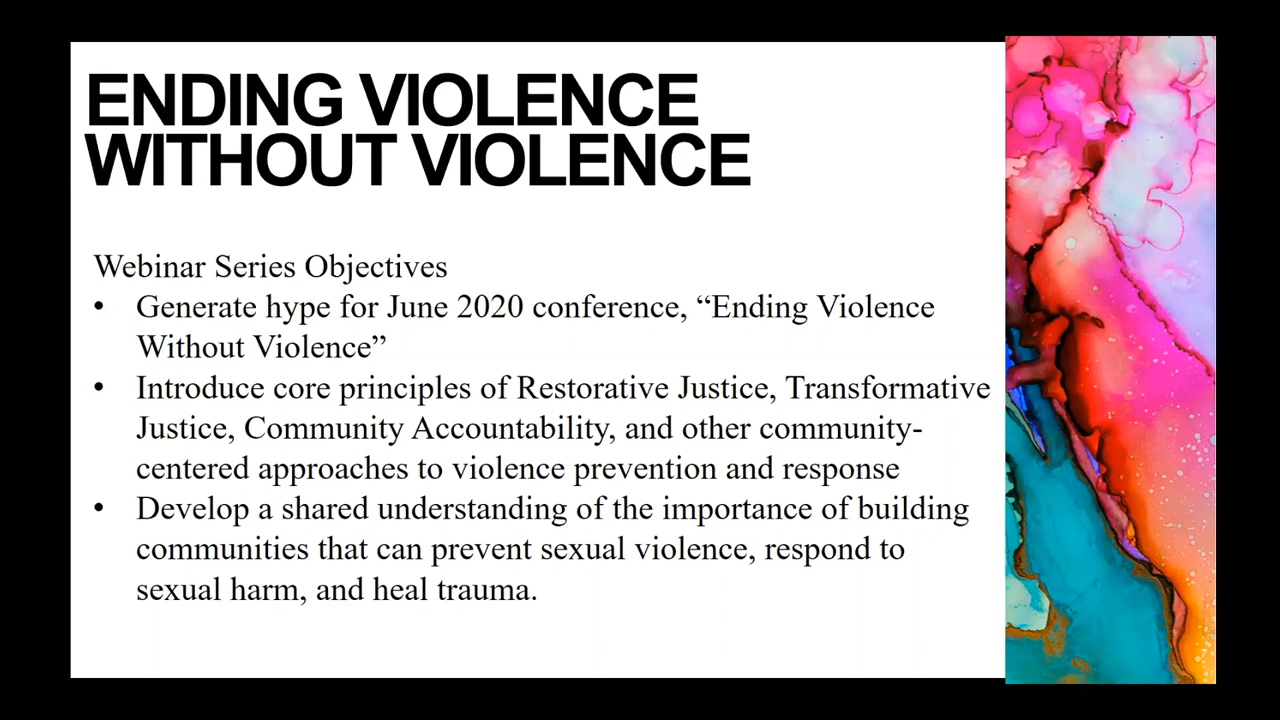 ENDING VIOLENCE
WITHOUT VIOLENCE
Webinar Series Objectives
• Generate hype for June 2020 conference, “Ending Violence
Without Violence”
• Introduce core principles of Restorative Justice, Transformative
Justice, Community Accountability, and other community-
centered approaches to violence prevention and response
• Develop a shared understanding of the importance of building
communities that can prevent sexual violence, respond to
sexual harm, and heal trauma.